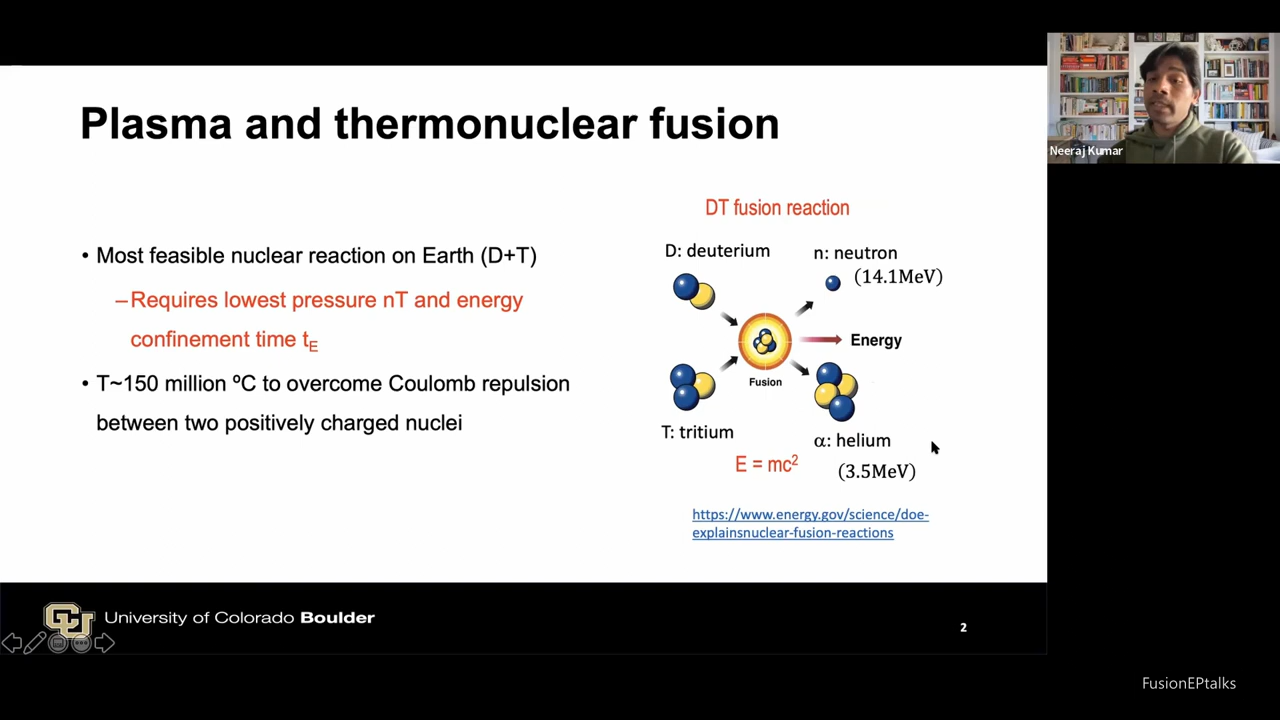 Plasma and thermonuclear fusion
• Most feasible nuclear reaction on Earth (D+T)
–Requires lowest pressure nT and energy
confinement time tE
• T~150 million ºC to overcome Coulomb repulsion
between two positively charged nuclei
DT fusion reaction
D: deuterium
n: neutron
(14.1MeV)
Energy
Fusion
T: tritium
α: helium
E = mc²
(3.5MeV)
https://www.energy.gov/science/doe-
explainsnuclear-fusion-reactions
CU
University of Colorado Boulder
2
Neeraj Kumar
FusionEPtalks